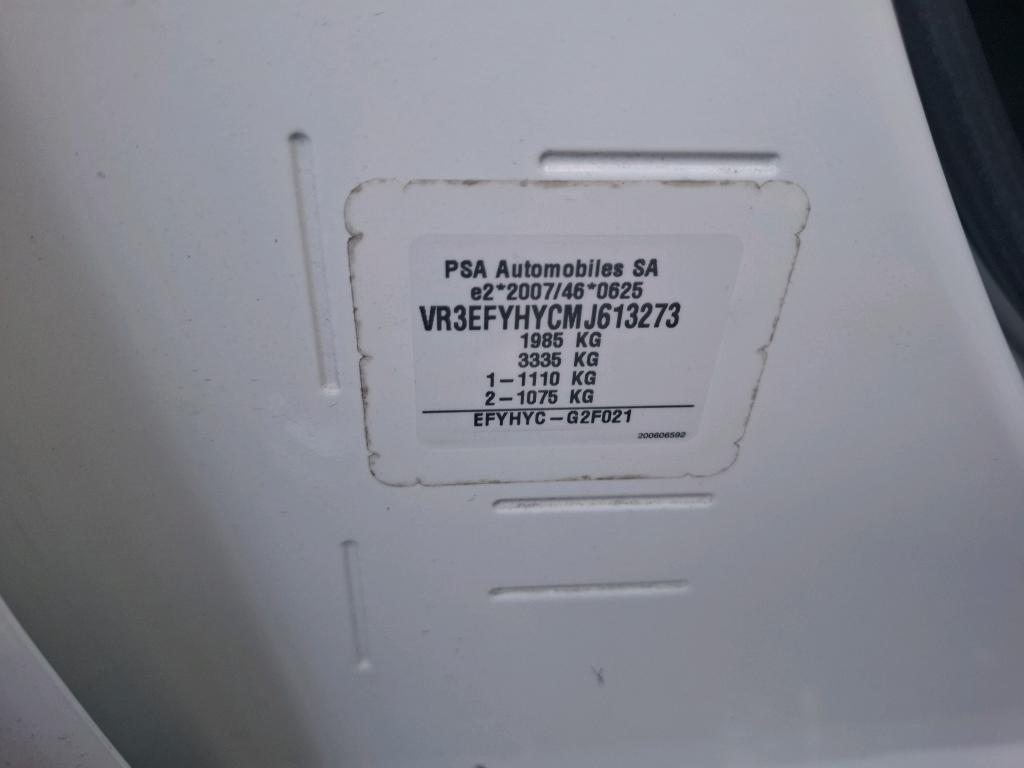 PSA Automobiles SA
e2*2007/46*0625
VR3EFYHYCMJ613273
1985 KG
3335 KG
1-1110 KG
2-1075 KG
EFYHYC-G2F021
200606592